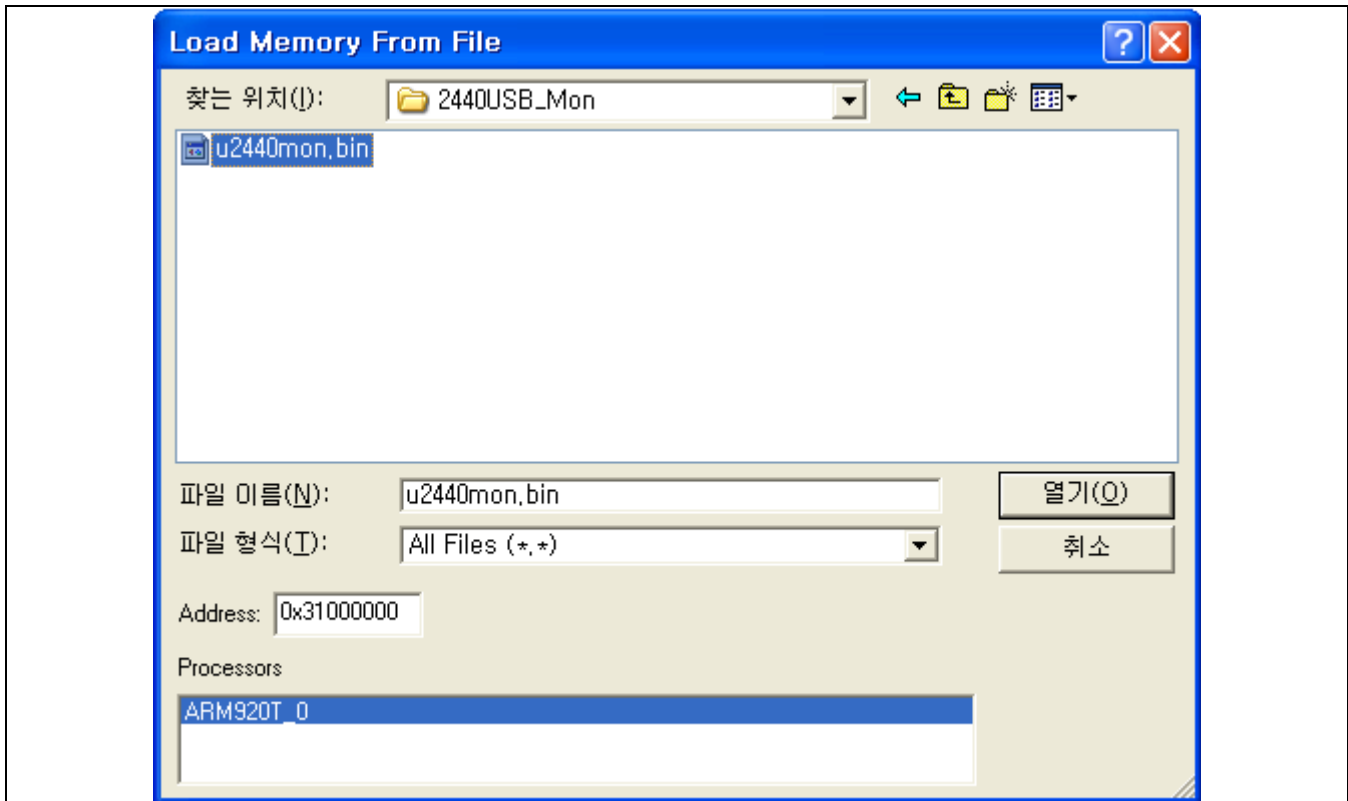 Load Memory From File
찾는 위치(I): 2440USB_Mon
u2440mon.bin
파일 이름(N): u2440mon.bin 열기(O)
파일 형식(T): All Files (*.*) 취소
Address: 0x31000000
Processors
ARM920T_0